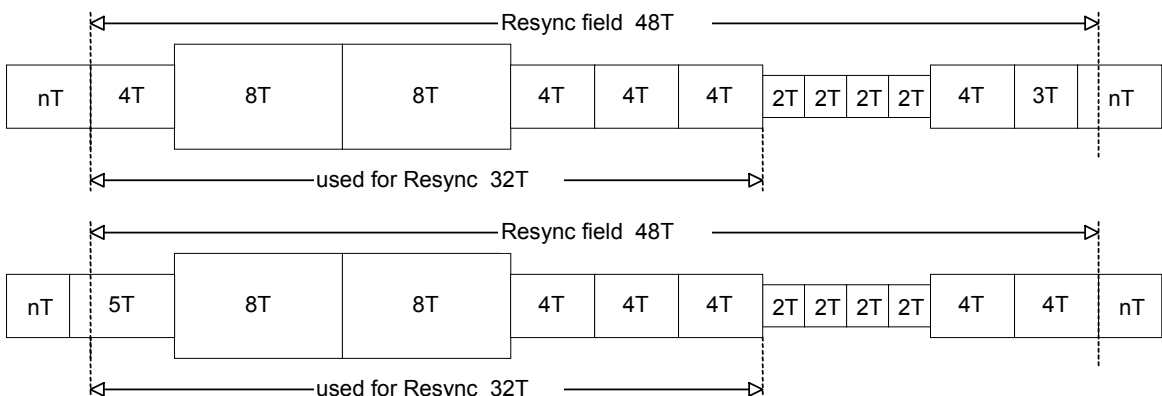 Resync field 48T
nT 4T 8T 8T 4T 4T 4T 2T 2T 2T 2T 4T 3T nT
used for Resync 32T
Resync field 48T
nT 5T 8T 8T 4T 4T 4T 2T 2T 2T 2T 4T 4T nT
used for Resync 32T